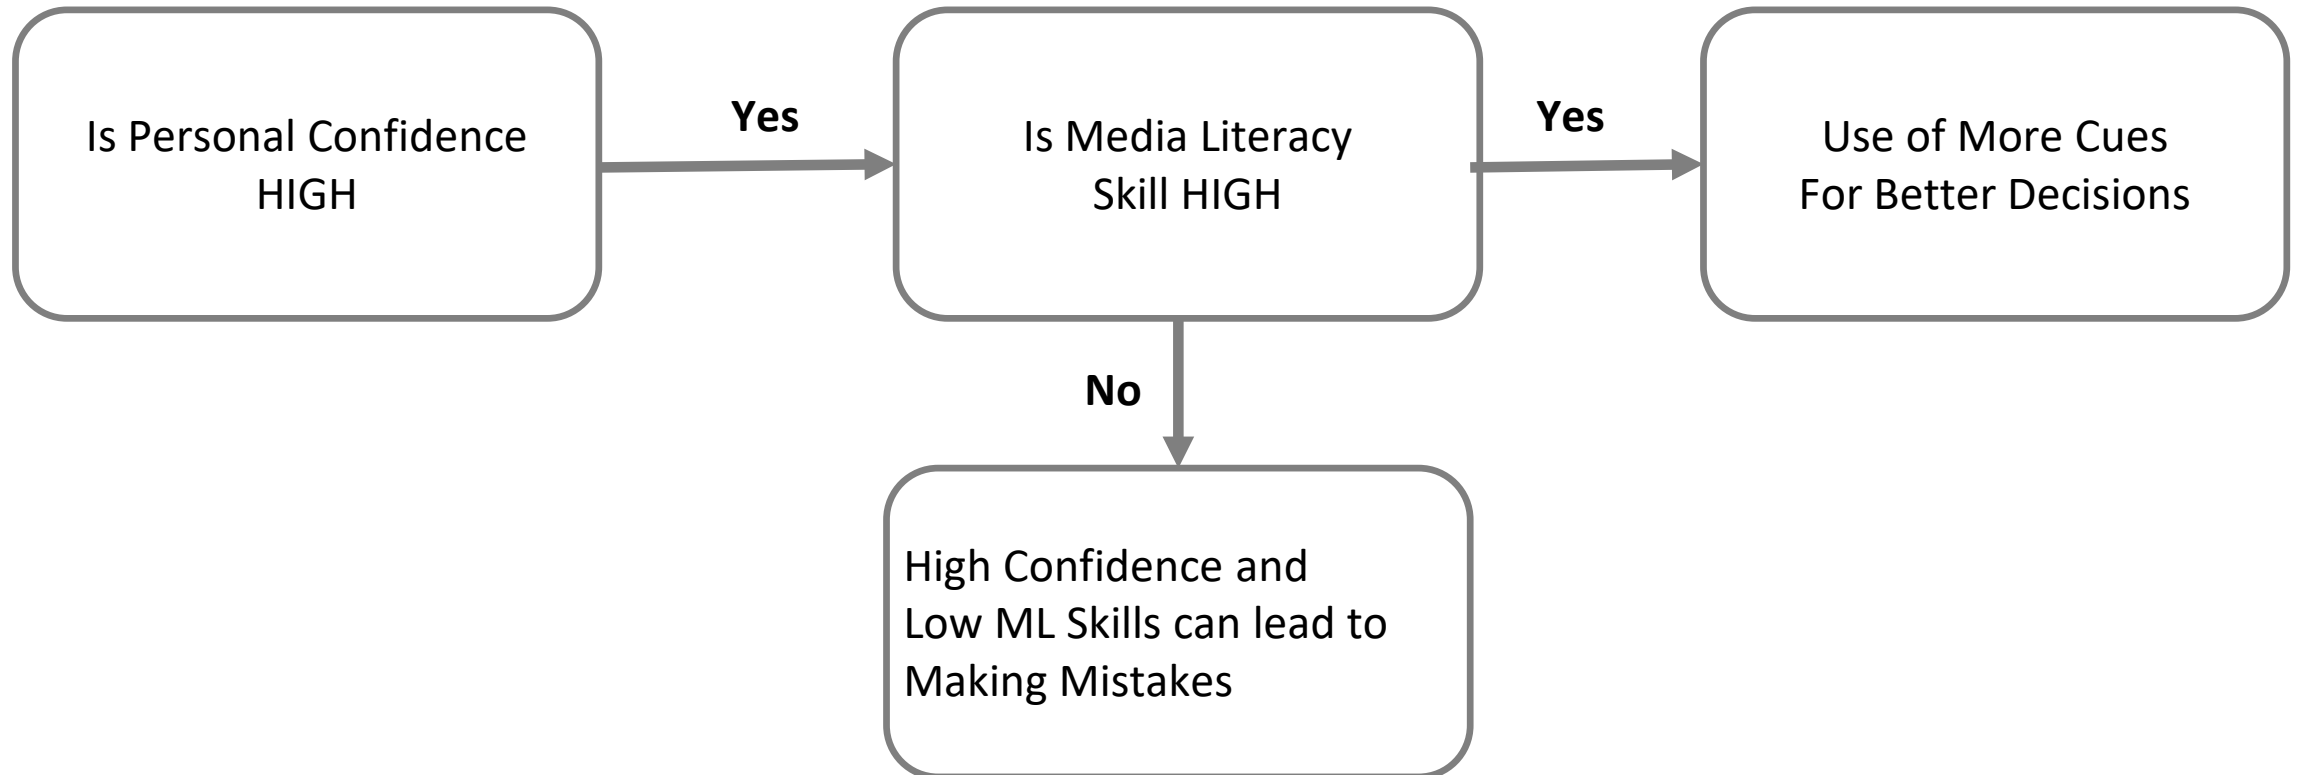 Is Personal Confidence
HIGH
Yes
Is Media Literacy
Skill HIGH
Yes
Use of More Cues
For Better Decisions
No
High Confidence and
Low ML Skills can lead to
Making Mistakes